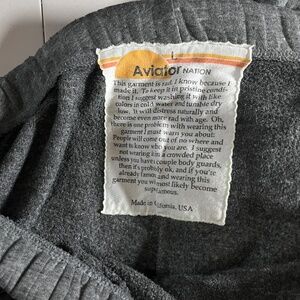 L
Aviator NATION
This garment is rad. I know because I
made it. To keep it in pristine condi-
tion I suggest washing it with like
colors in cold water and tumble dry
low. It will distress naturally and
become even more rad with age. Oh,
there is one problem with wearing this
garment I must warn you about:
People will come out of no where and
want to know who you are. I suggest
not wearing it in a crowded place
unless you have couple body guards,
then it's probably ok, and if you're
already famous and wearing this
garment you will most likely become
super famous.
Made in California, USA